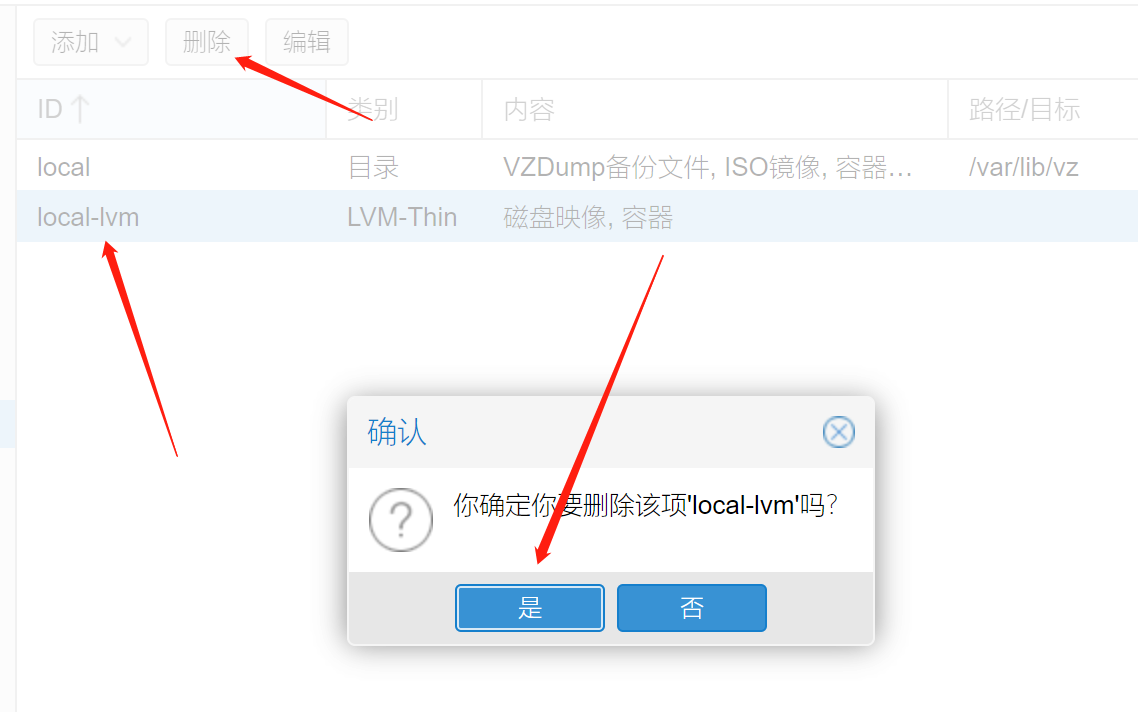 添加 删除 编辑
ID 类别 内容 路径/目标
local 目录 VZDump备份文件, ISO镜像, 容器... /var/lib/vz
local-lvm LVM-Thin 磁盘映像, 容器
确认
你确定你要删除该项'local-lvm'吗?
是 否